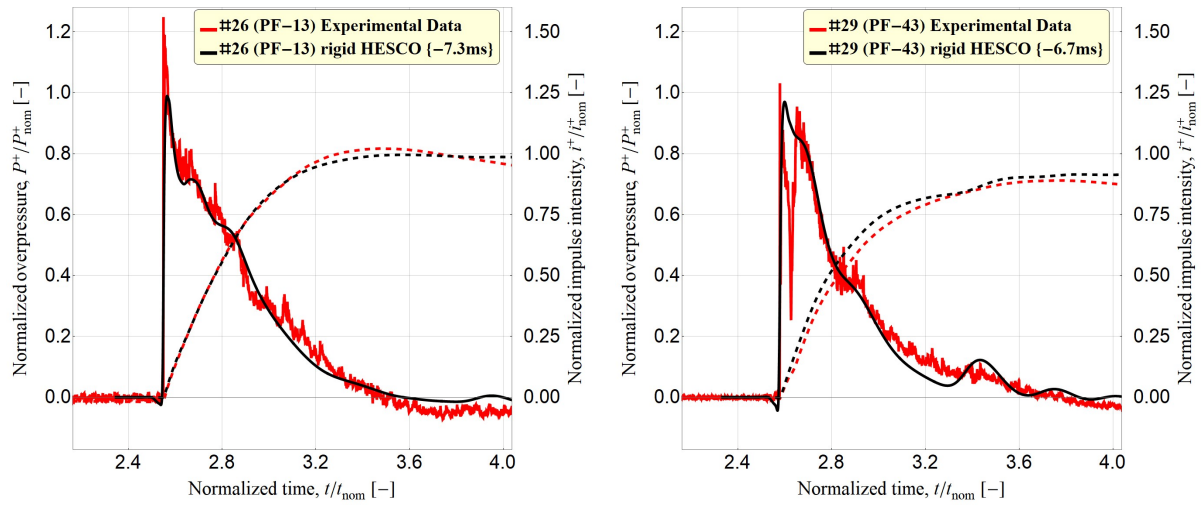 #26 (PF−13) Experimental Data
#26 (PF−13) rigid HESCO {−7.3ms}
Normalized overpressure, P⁺/P⁺nom [−]
1.2
1.0
0.8
0.6
0.4
0.2
0.0
1.50
1.25
1.00
0.75
0.50
0.25
0.00
Normalized impulse intensity, i⁺/i⁺nom [−]
2.4 2.8 3.2 3.6 4.0
Normalized time, t/tnom [−]
#29 (PF−43) Experimental Data
#29 (PF−43) rigid HESCO {−6.7ms}
Normalized overpressure, P⁺/P⁺nom [−]
1.2
1.0
0.8
0.6
0.4
0.2
0.0
1.50
1.25
1.00
0.75
0.50
0.25
0.00
Normalized impulse intensity, i⁺/i⁺nom [−]
2.4 2.8 3.2 3.6 4.0
Normalized time, t/tnom [−]